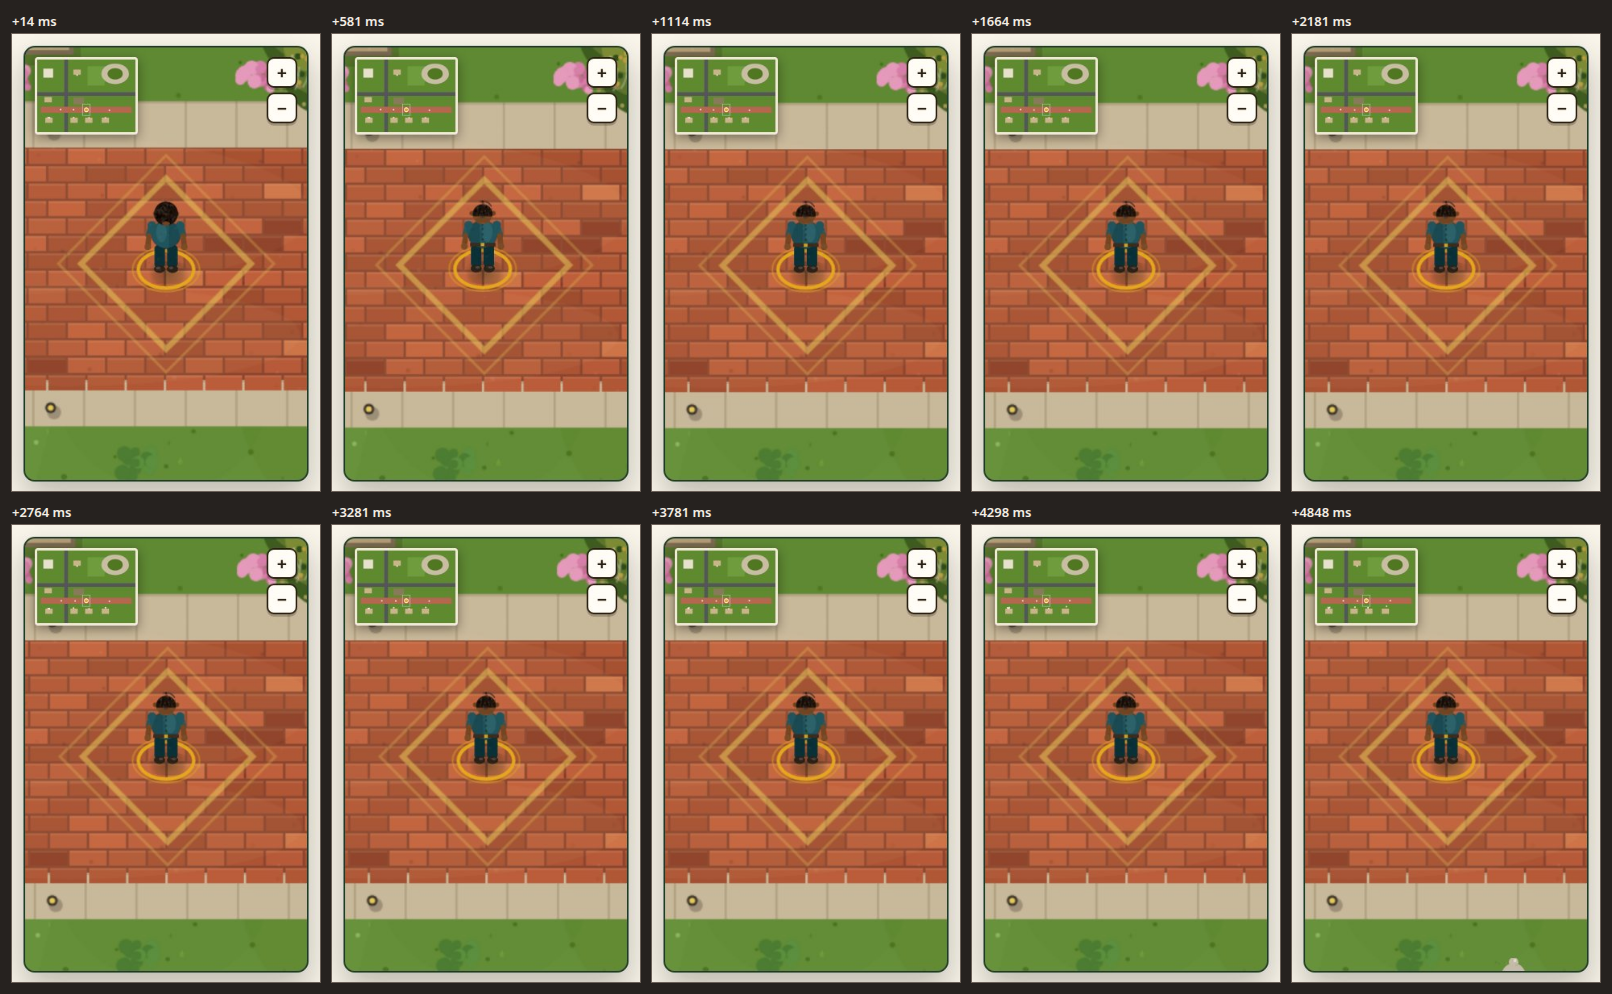 +14 ms
+581 ms
+1114 ms
+1664 ms
+2181 ms
+
−
+
−
+
−
+
−
+
−
+2764 ms
+3281 ms
+3781 ms
+4298 ms
+4848 ms
+
−
+
−
+
−
+
−
+
−